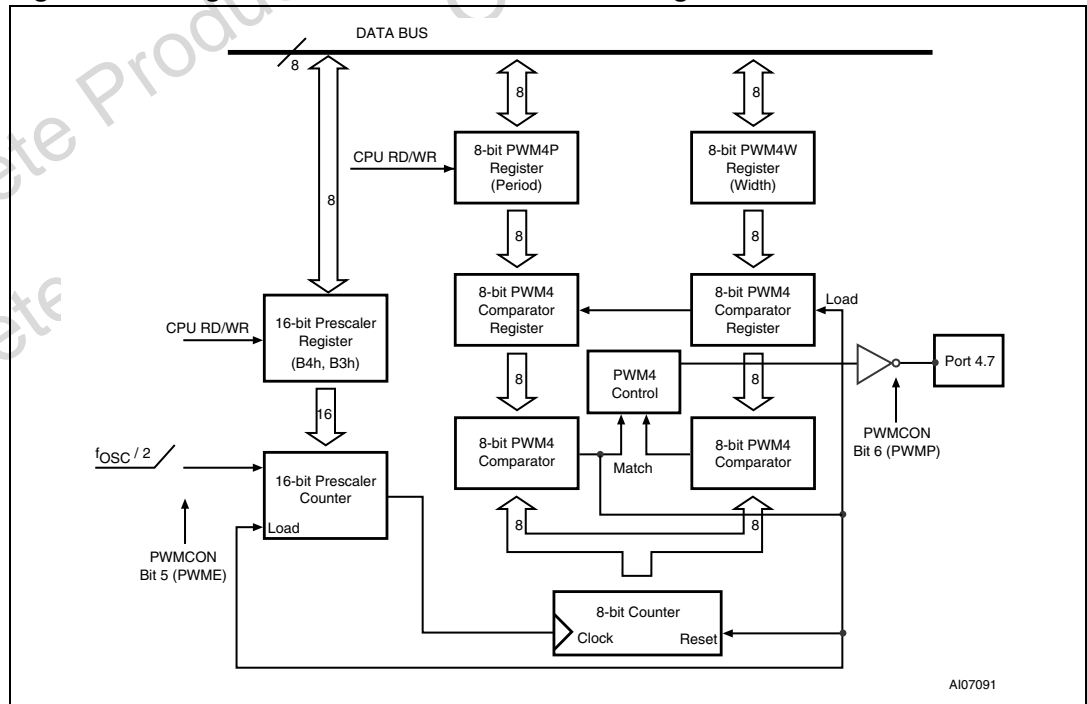 DATA BUS
8
8
8
8-bit PWM4P
Register
(Period)
8-bit PWM4W
Register
(Width)
CPU RD/WR
8
8
8
16-bit Prescaler
Register
(B4h, B3h)
CPU RD/WR
8-bit PWM4
Comparator
Register
8-bit PWM4
Comparator
Register
Load
PWM4
Control
Port 4.7
8
8
16
8-bit PWM4
Comparator
Match
8-bit PWM4
Comparator
PWMCON
Bit 6 (PWMP)
fOSC / 2
16-bit Prescaler
Counter
Load
8
8
PWMCON
Bit 5 (PWME)
8-bit Counter
Clock
Reset
AI07091